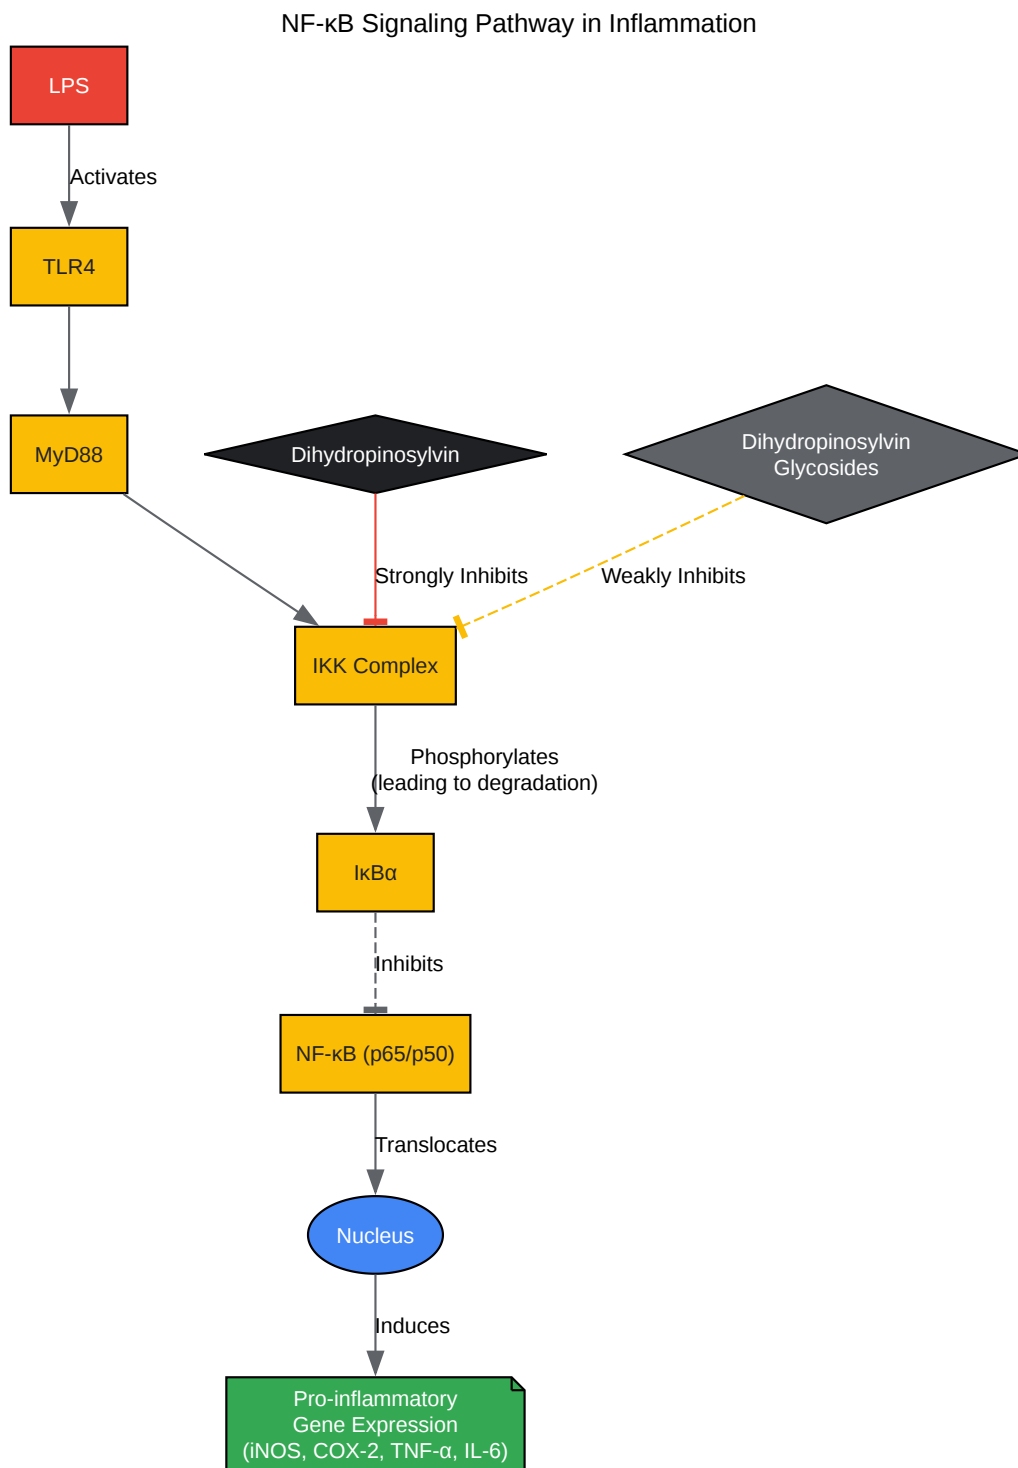 NF-κB Signaling Pathway in Inflammation
LPS
Activates
TLR4
MyD88
Dihydropinosylvin
Dihydropinosylvin
Glycosides
Strongly Inhibits
Weakly Inhibits
IKK Complex
Phosphorylates
(leading to degradation)
IκBα
Inhibits
NF-κB (p65/p50)
Translocates
Nucleus
Induces
Pro-inflammatory
Gene Expression
(iNOS, COX-2, TNF-α, IL-6)